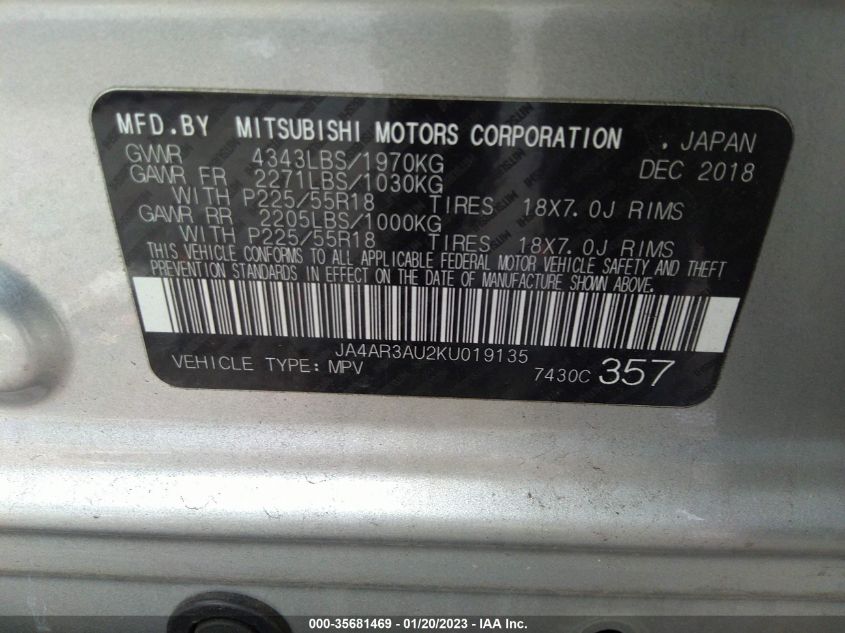 MFD.BY MITSUBISHI MOTORS CORPORATION . JAPAN
GVWR 4343LBS/1970KG DEC 2018
GAWR FR 2271LBS/1030KG
WITH P225/55R18 TIRES 18X7.0J RIMS
GAWR RR 2205LBS/1000KG
WITH P225/55R18 TIRES 18X7.0J RIMS
THIS VEHICLE CONFORMS TO ALL APPLICABLE FEDERAL MOTOR VEHICLE SAFETY AND THEFT
PREVENTION STANDARDS IN EFFECT ON THE DATE OF MANUFACTURE SHOWN ABOVE.
JA4AR3AU2KU019135
VEHICLE TYPE: MPV 7430C 357
000-35681469 - 01/20/2023 - IAA Inc.